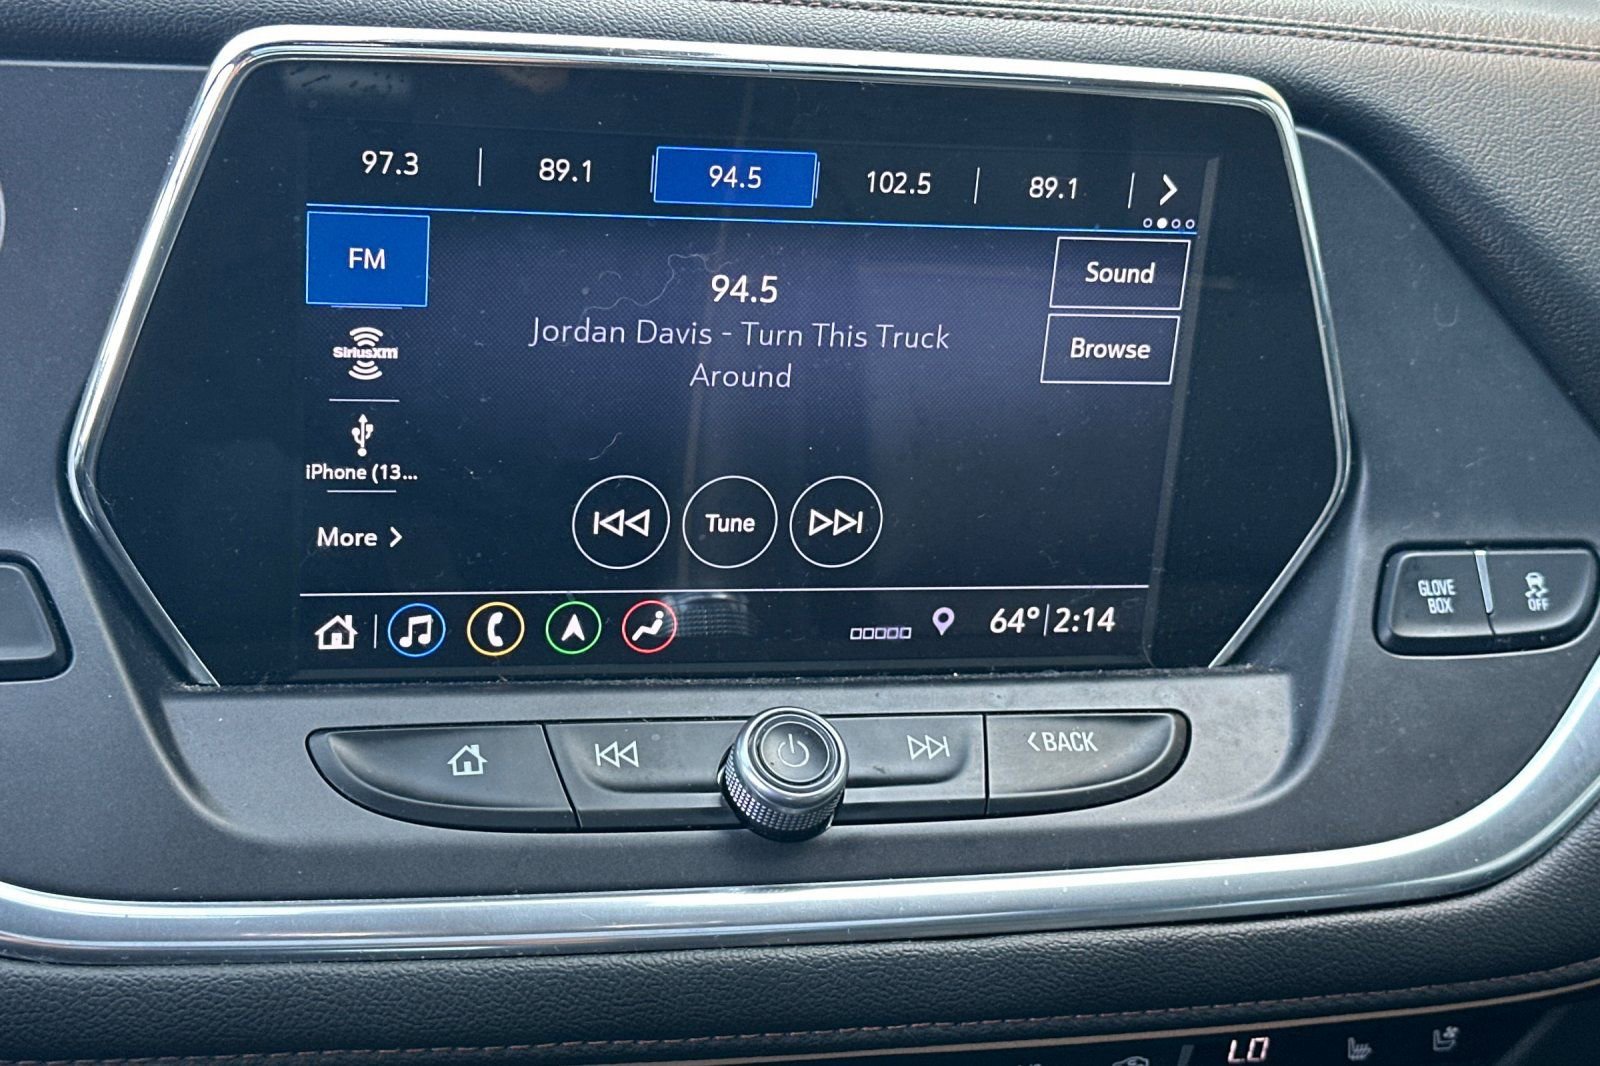 97.3 | 89.1 94.5 102.5 | 89.1 |
FM
94.5
Sound
Jordan Davis - Turn This Truck
Around
Browse
SiriusXM
iPhone (13...
More
Tune
64° 2:14
GLOVE
BOX
OFF
BACK
LO